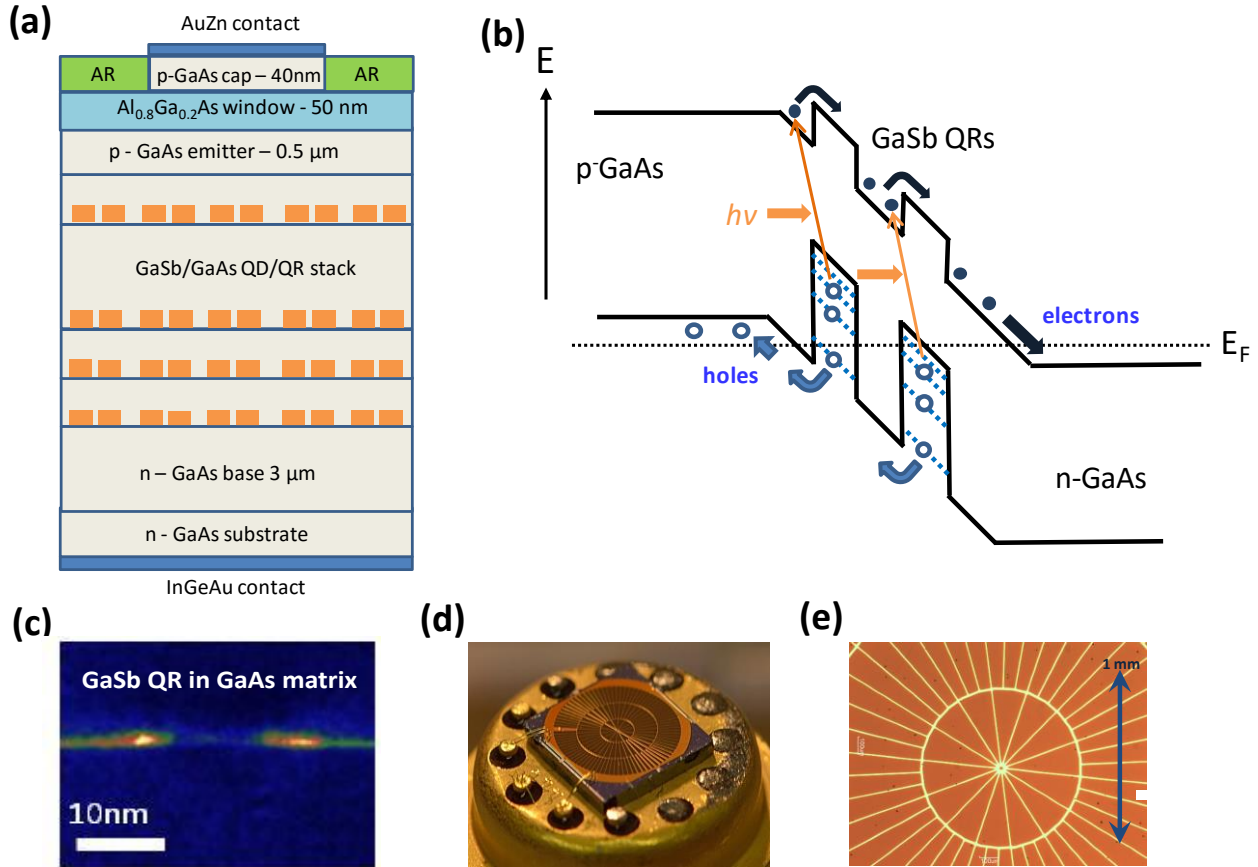 (a)
AuZn contact
AR
p-GaAs cap – 40nm
AR
Al0.8Ga0.2As window - 50 nm
p - GaAs emitter – 0.5 µm
GaSb/GaAs QD/QR stack
n – GaAs base 3 µm
n - GaAs substrate
InGeAu contact
(b)
E
GaSb QRs
p-GaAs
hν
electrons
EF
holes
n-GaAs
(c)
GaSb QR in GaAs matrix
10nm
(d)
(e)
1 mm